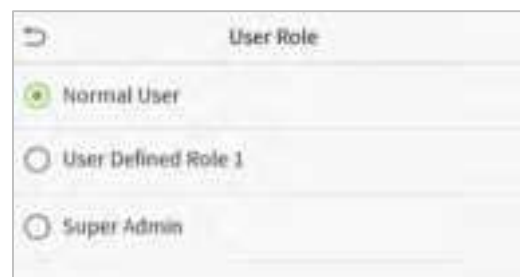 User Role
Normal User
User Defined Role 1
Super Admin